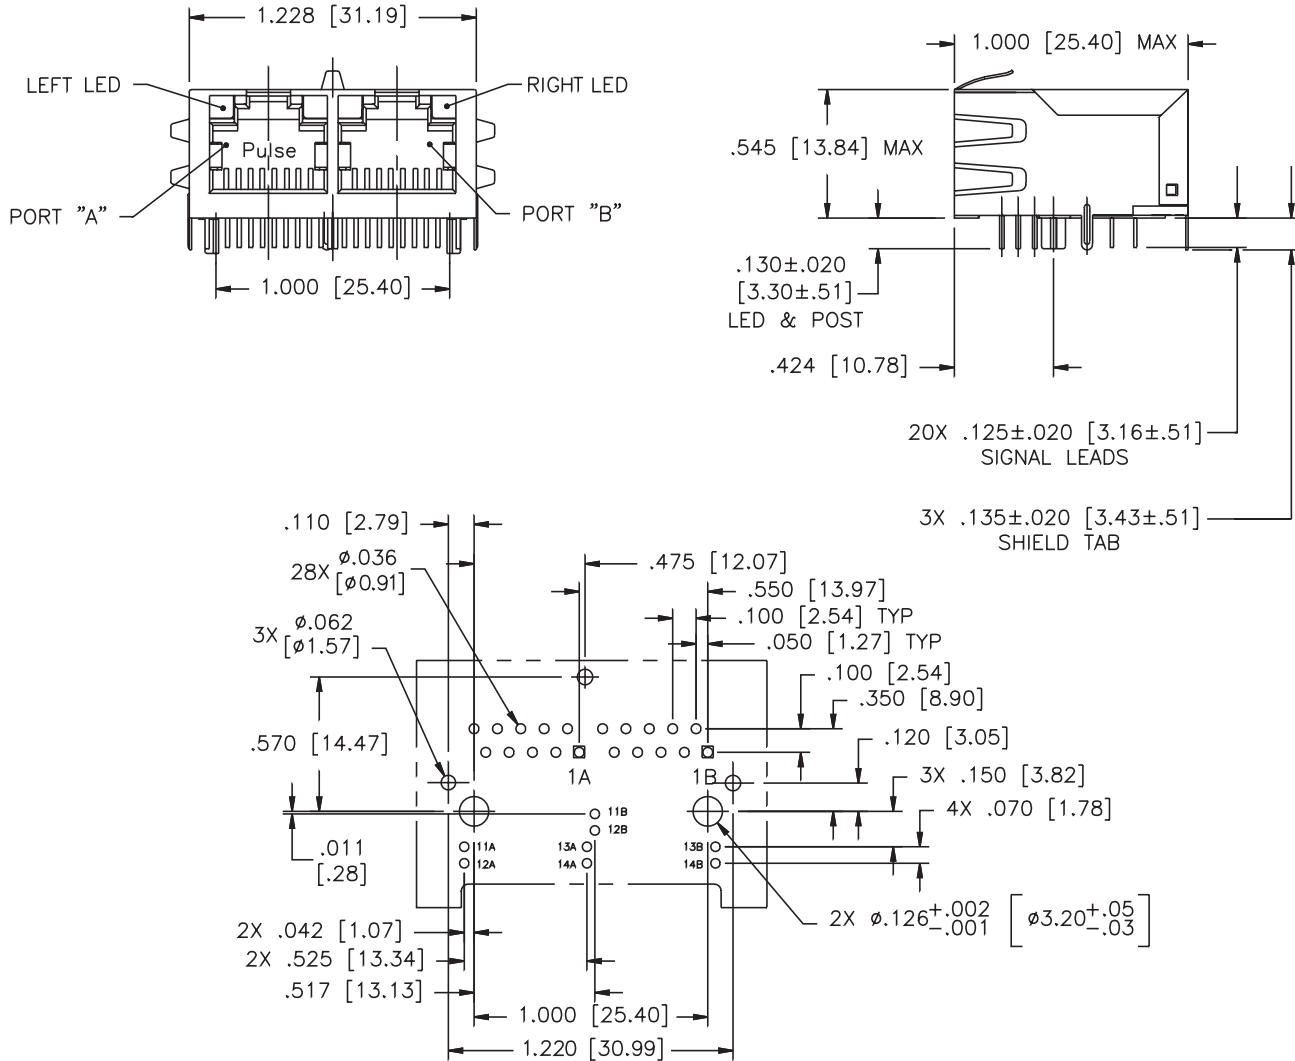 1.228 [31.19]
LEFT LED
RIGHT LED
Pulse
PORT "A"
PORT "B"
1.000 [25.40]
1.000 [25.40] MAX
.545 [13.84] MAX
.130±.020
[3.30±.51]
LED & POST
.424 [10.78]
20X .125±.020 [3.16±.51]
SIGNAL LEADS
3X .135±.020 [3.43±.51]
SHIELD TAB
.110 [2.79]
28X ø.036
[ø0.91]
3X ø.062
[ø1.57]
.475 [12.07]
.550 [13.97]
.100 [2.54] TYP
.050 [1.27] TYP
.100 [2.54]
.350 [8.90]
.570 [14.47]
.120 [3.05]
1A
1B
3X .150 [3.82]
11B
4X .070 [1.78]
12B
.011
[.28]
11A
13A
13B
12A
14A
14B
2X ø.126 +.002 -.001 [ø3.20 +.05 -.03]
2X .042 [1.07]
2X .525 [13.34]
.517 [13.13]
1.000 [25.40]
1.220 [30.99]